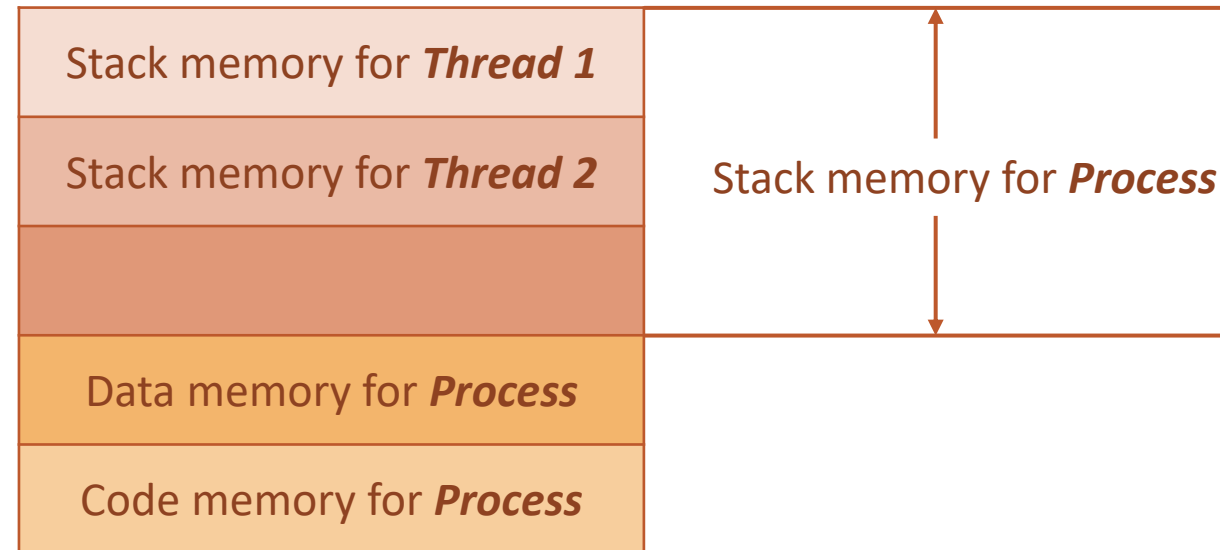 Stack memory for Thread 1
Stack memory for Thread 2
Stack memory for Process
Data memory for Process
Code memory for Process